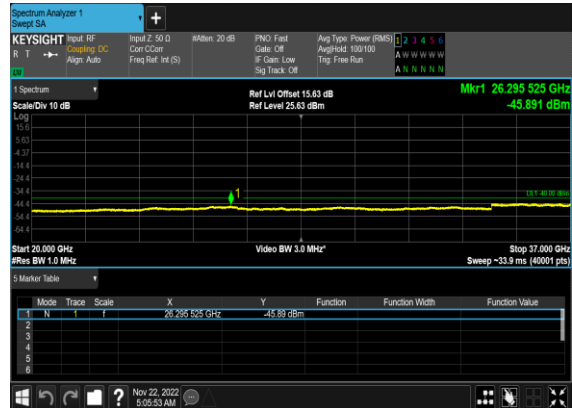 Spectrum Analyzer 1
Swept SA
+
KEYSIGHT Input: RF Input Z: 50 Ω #Atten: 20 dB PNO: Fast Avg Type: Power (RMS) 1 2 3 4 5 6
R T Coupling: DC Corr CCorr Gate: Off Avg|Hold: 100/100 A W W W W W
Align: Auto Freq Ref: Int (S) IF Gain: Low Trig: Free Run
Sig Track: Off A N N N N N
1 Spectrum Ref Lvl Offset 15.63 dB Mkr1 26.295 525 GHz
Scale/Div 10 dB Ref Level 25.63 dBm -45.891 dBm
Log
15.6
5.63
-4.37
-14.4
-24.4
-34.4
1
DL1 -40.00 dBm
-44.4
-54.4
-64.4
Start 20.000 GHz Video BW 3.0 MHz* Stop 37.000 GHz
#Res BW 1.0 MHz Sweep ~33.9 ms (40001 pts)
5 Marker Table
Mode Trace Scale X Y Function Function Width Function Value
1 N 1 f 26.295 525 GHz -45.89 dBm
2
3
4
5
6
? Nov 22, 2022
5:05:53 AM